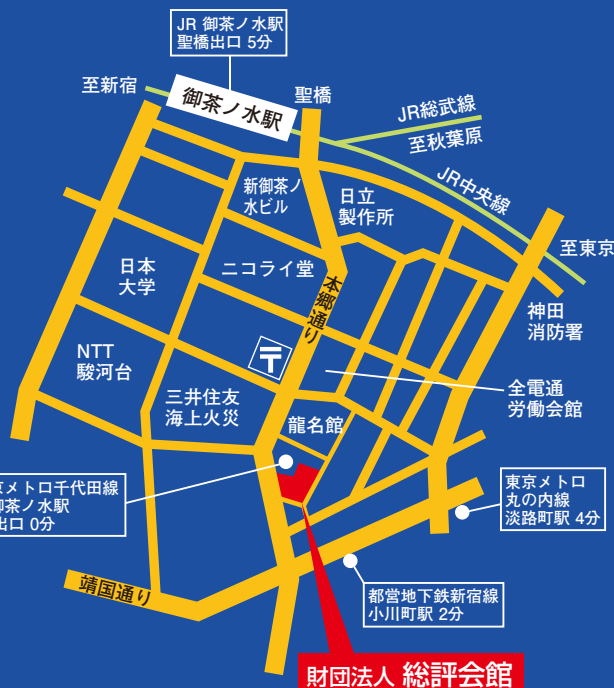 JR 御茶ノ水駅
聖橋出口 5分
至新宿
御茶ノ水駅
聖橋
JR総武線
至秋葉原
JR中央線
新御茶ノ
水ビル
日立
製作所
至東京
日本
大学
ニコライ堂
本郷通り
神田
消防署
NTT
駿河台
三井住友
海上火災
龍名館
全電通
労働会館
京メトロ千代田線
御茶ノ水駅
出口 0分
東京メトロ
丸の内線
淡路町駅 4分
靖国通り
都営地下鉄新宿線
小川町駅 2分
財団法人 総評会館